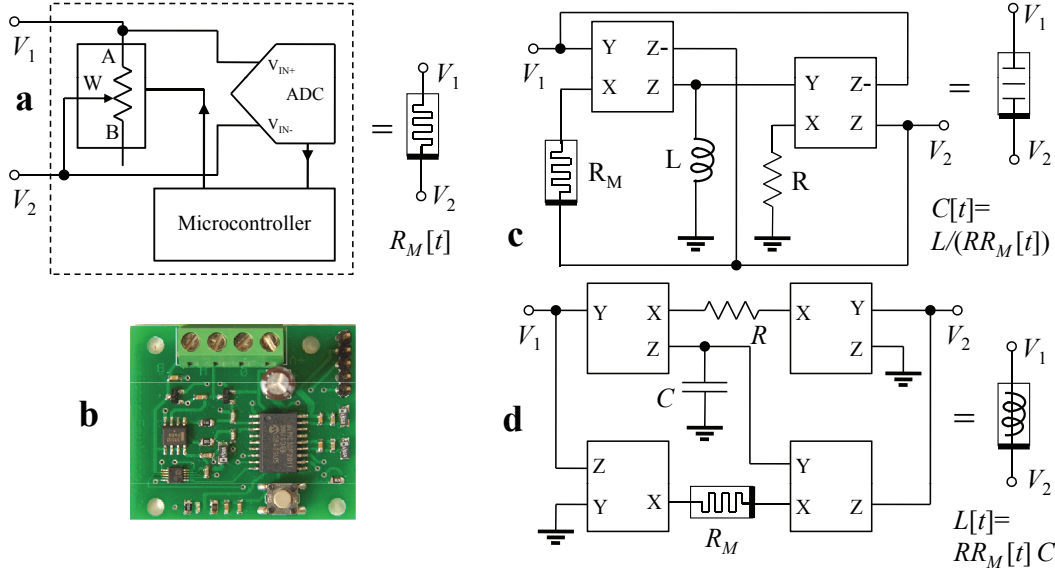 V1
V2
A
W
B
VIN+
VIN-
ADC
Microcontroller
a
=
V1
V2
RM[t]
b
V1
Y
X
Z-
Z
RM
L
Y
X
Z-
Z
R
V2
c
=
V1
V2
C[t]=
L/(RRM[t])
V1
Y
X
Z
R
X
Y
Z
V2
C
d
Z
Y
X
RM
Y
X
Z
=
V1
V2
L[t]=
RRM[t] C